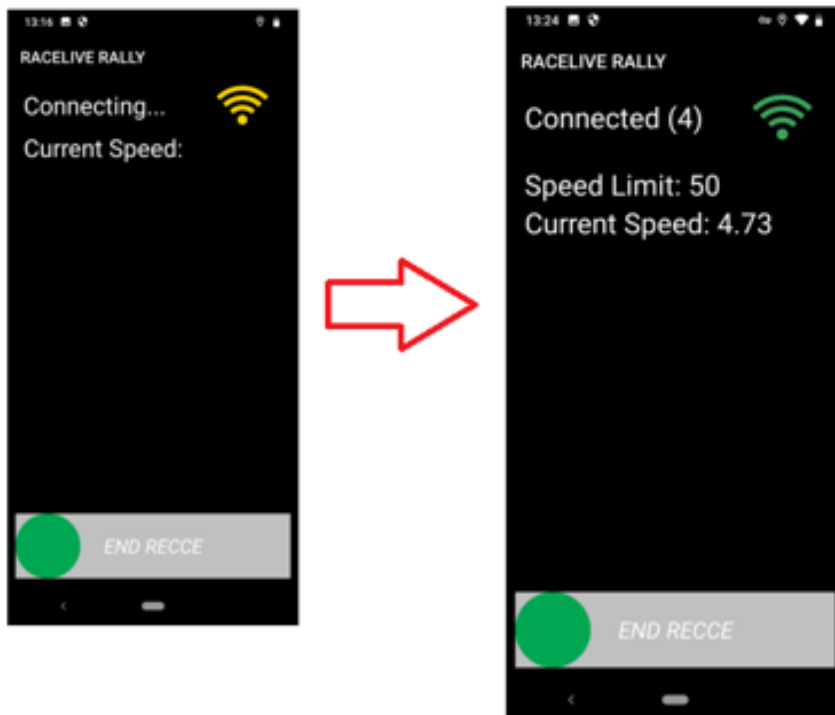 13:16
RACELIVE RALLY
Connecting...
Current Speed:
END RECCE
13:24
RACELIVE RALLY
Connected (4)
Speed Limit: 50
Current Speed: 4.73
END RECCE